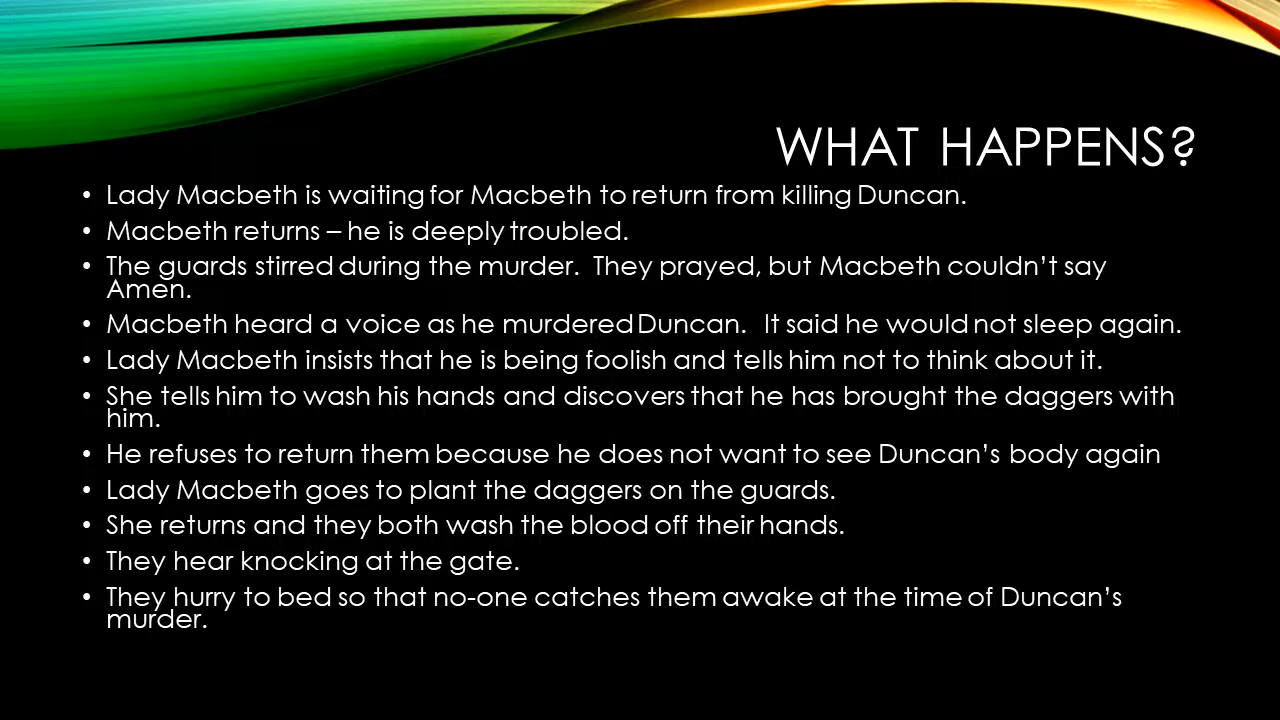 WHAT HAPPENS?
• Lady Macbeth is waiting for Macbeth to return from killing Duncan.
• Macbeth returns – he is deeply troubled.
• The guards stirred during the murder.  They prayed, but Macbeth couldn’t say
Amen.
• Macbeth heard a voice as he murdered Duncan.  It said he would not sleep again.
• Lady Macbeth insists that he is being foolish and tells him not to think about it.
• She tells him to wash his hands and discovers that he has brought the daggers with
him.
• He refuses to return them because he does not want to see Duncan’s body again
• Lady Macbeth goes to plant the daggers on the guards.
• She returns and they both wash the blood off their hands.
• They hear knocking at the gate.
• They hurry to bed so that no-one catches them awake at the time of Duncan’s
murder.